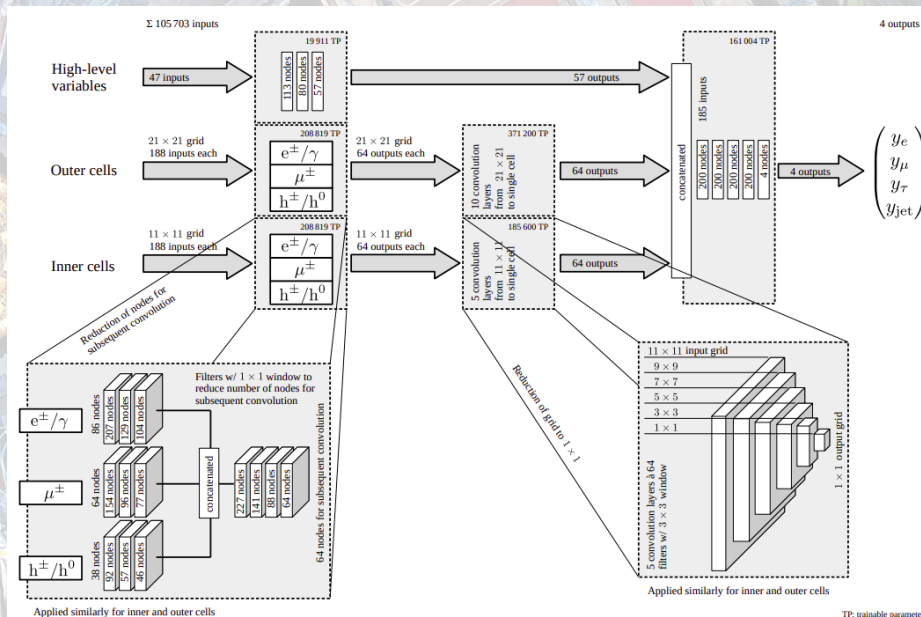 Σ 105 703 inputs
4 outputs
High-level
variables
47 inputs
19 911 TP
113 nodes
80 nodes
57 nodes
57 outputs
161 004 TP
concatenated
185 inputs
200 nodes
200 nodes
200 nodes
200 nodes
4 nodes
4 outputs
y_e
y_μ
y_τ
y_jet
Outer cells
21 × 21 grid
188 inputs each
208 819 TP
e±/γ
μ±
h±/h⁰
21 × 21 grid
64 outputs each
371 200 TP
10 convolution
layers
from 21 × 21
to single cell
64 outputs
Inner cells
11 × 11 grid
188 inputs each
208 819 TP
e±/γ
μ±
h±/h⁰
11 × 11 grid
64 outputs each
185 600 TP
5 convolution
layers
from 11 × 11
to single cell
64 outputs
Reduction of nodes for
subsequent convolution
Filters w/ 1 × 1 window to
reduce number of nodes for
subsequent convolution
e±/γ
86 nodes
207 nodes
129 nodes
104 nodes
μ±
64 nodes
154 nodes
96 nodes
77 nodes
h±/h⁰
38 nodes
92 nodes
57 nodes
46 nodes
concatenated
227 nodes
141 nodes
88 nodes
64 nodes
64 nodes for subsequent convolution
Applied similarly for inner and outer cells
Reduction of grid to 1 × 1
11 × 11 input grid
9 × 9
7 × 7
5 × 5
3 × 3
1 × 1
5 convolution layers à 64
filters w/ 3 × 3 window
1 × 1 output grid
Applied similarly for inner and outer cells
TP: trainable paramete